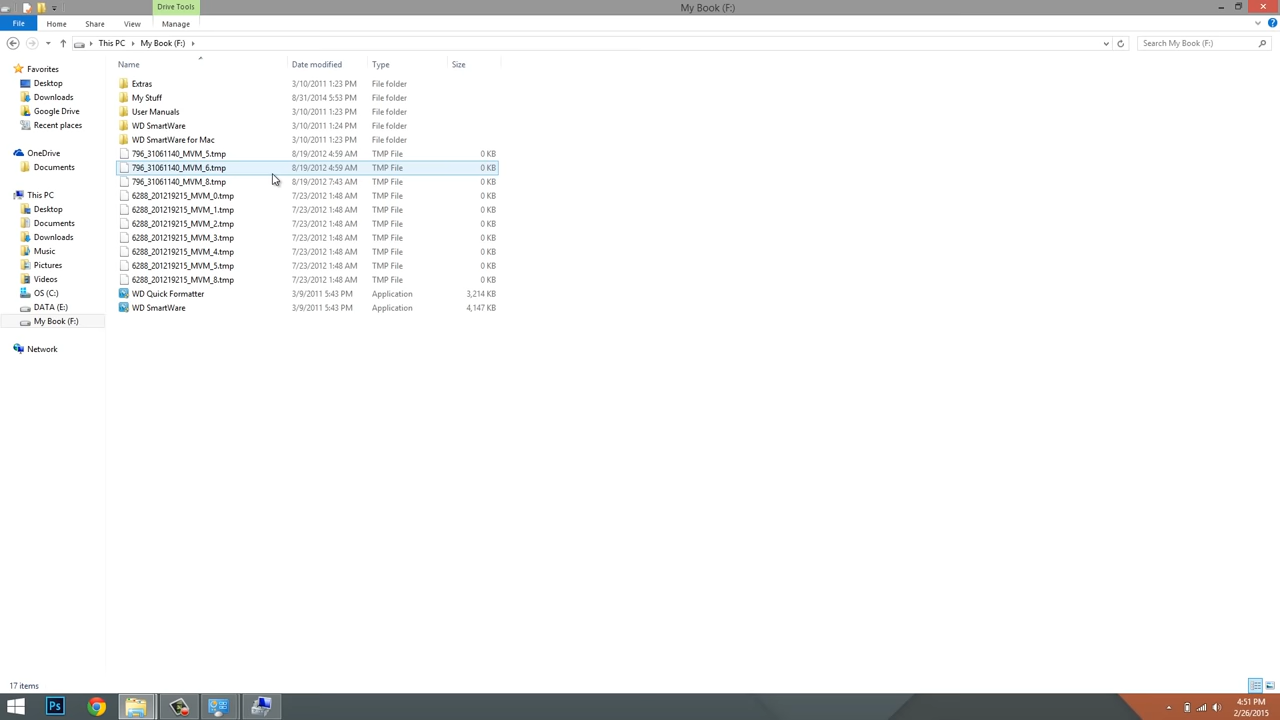 Drive Tools
My Book (F:)
File Home Share View Manage
This PC My Book (F:) Search My Book (F:)
Name Date modified Type Size
Favorites
Desktop
Downloads
Google Drive
Recent places
OneDrive
Documents
This PC
Desktop
Documents
Downloads
Music
Pictures
Videos
OS (C:)
DATA (E:)
My Book (F:)
Network
Extras 3/10/2011 1:23 PM File folder
My Stuff 8/31/2014 5:53 PM File folder
User Manuals 3/10/2011 1:23 PM File folder
WD SmartWare 3/10/2011 1:24 PM File folder
WD SmartWare for Mac 3/10/2011 1:23 PM File folder
796_31061140_MVM_5.tmp 8/19/2012 4:59 AM TMP File 0 KB
796_31061140_MVM_6.tmp 8/19/2012 4:59 AM TMP File 0 KB
796_31061140_MVM_8.tmp 8/19/2012 7:43 AM TMP File 0 KB
6288_201219215_MVM_0.tmp 7/23/2012 1:48 AM TMP File 0 KB
6288_201219215_MVM_1.tmp 7/23/2012 1:48 AM TMP File 0 KB
6288_201219215_MVM_2.tmp 7/23/2012 1:48 AM TMP File 0 KB
6288_201219215_MVM_3.tmp 7/23/2012 1:48 AM TMP File 0 KB
6288_201219215_MVM_4.tmp 7/23/2012 1:48 AM TMP File 0 KB
6288_201219215_MVM_5.tmp 7/23/2012 1:48 AM TMP File 0 KB
6288_201219215_MVM_8.tmp 7/23/2012 1:48 AM TMP File 0 KB
WD Quick Formatter 3/9/2011 5:43 PM Application 3,214 KB
WD SmartWare 3/9/2011 5:43 PM Application 4,147 KB
17 items
Ps
4:51 PM
2/26/2015